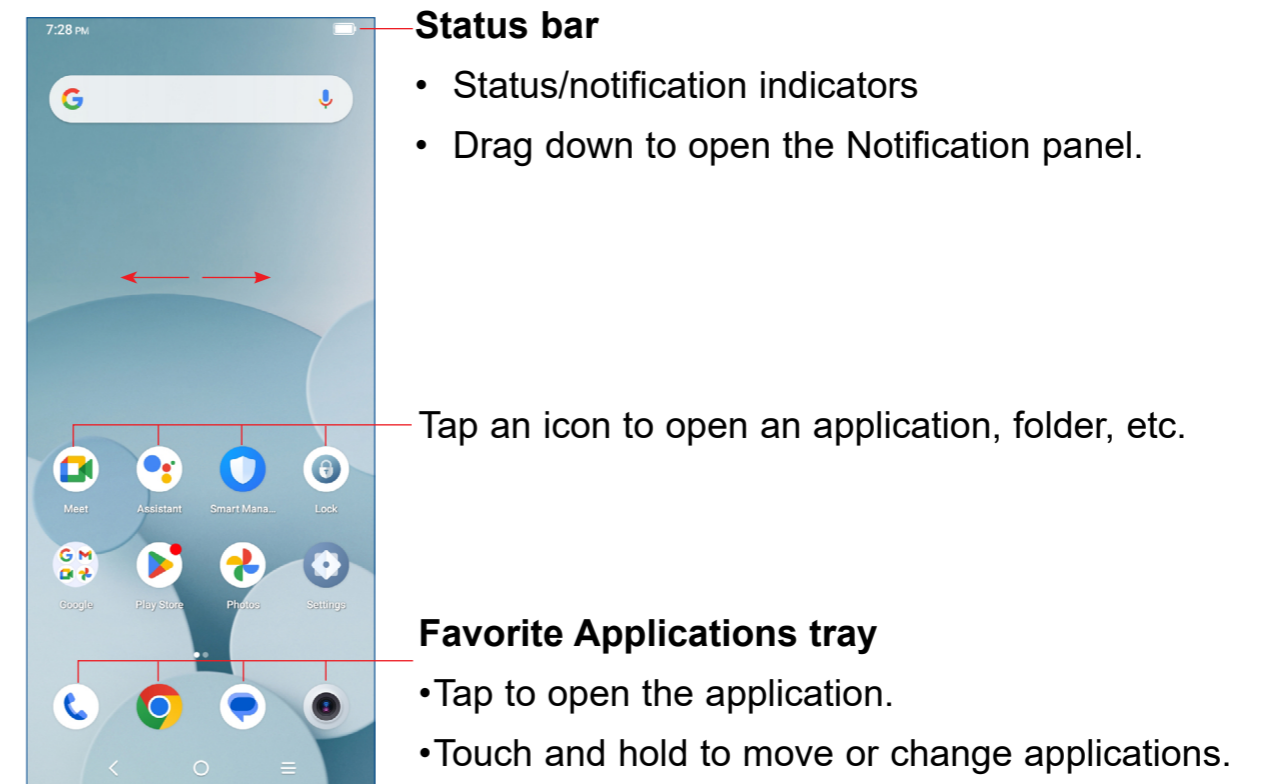 7:28 PM
Status bar
• Status/notification indicators
• Drag down to open the Notification panel.
Tap an icon to open an application, folder, etc.
Meet Assistant Smart Mana... Lock
Google Play Store Photos Settings
Favorite Applications tray
•Tap to open the application.
•Touch and hold to move or change applications.